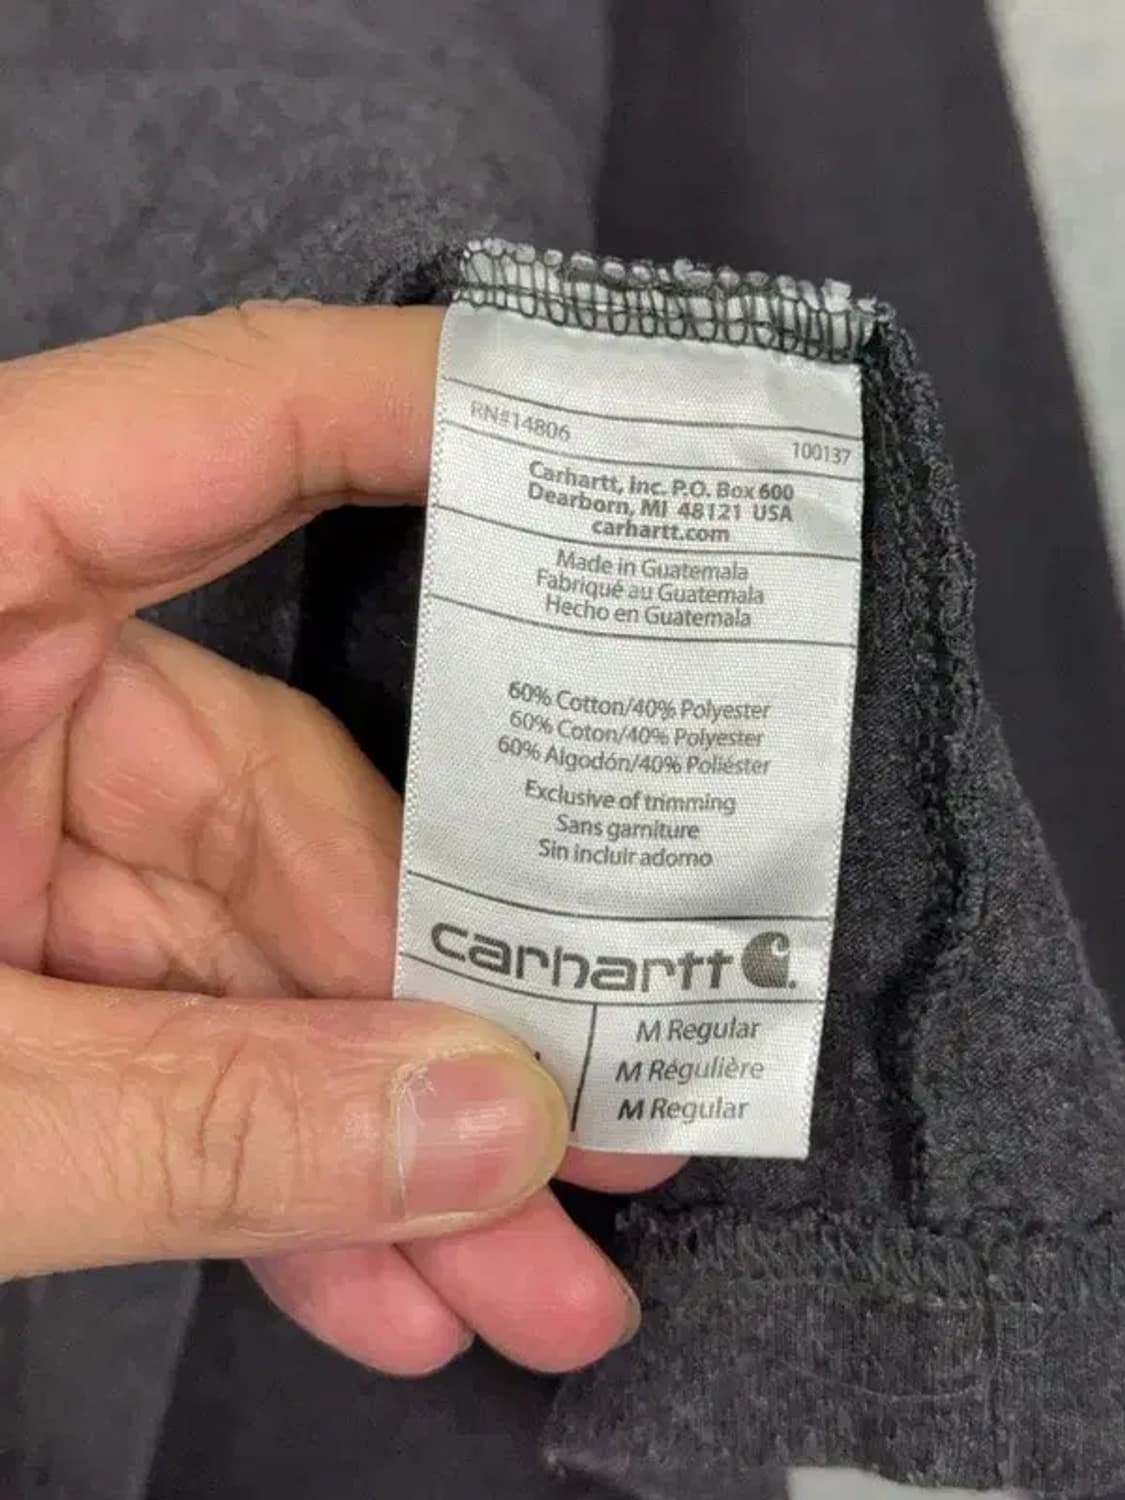 RN#14806
100137
Carhartt, Inc. P.O. Box 600
Dearborn, MI 48121 USA
carhartt.com
Made in Guatemala
Fabriqué au Guatemala
Hecho en Guatemala
60% Cotton/40% Polyester
60% Coton/40% Polyester
60% Algodón/40% Poliéster
Exclusive of trimming
Sans garniture
Sin incluir adorno
carhartt
M Regular
M Régulière
M Regular